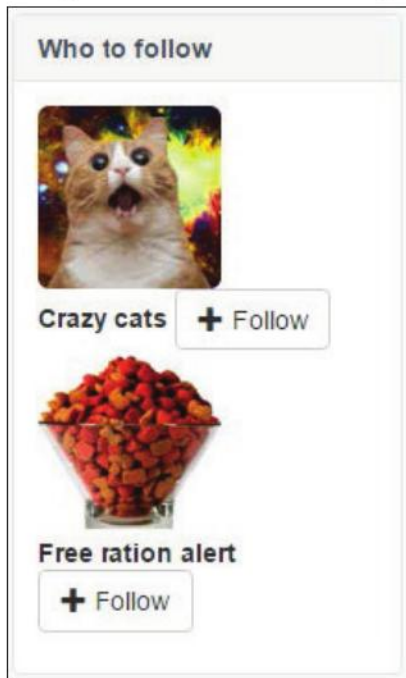 Who to follow
Crazy cats + Follow
Free ration alert
+ Follow